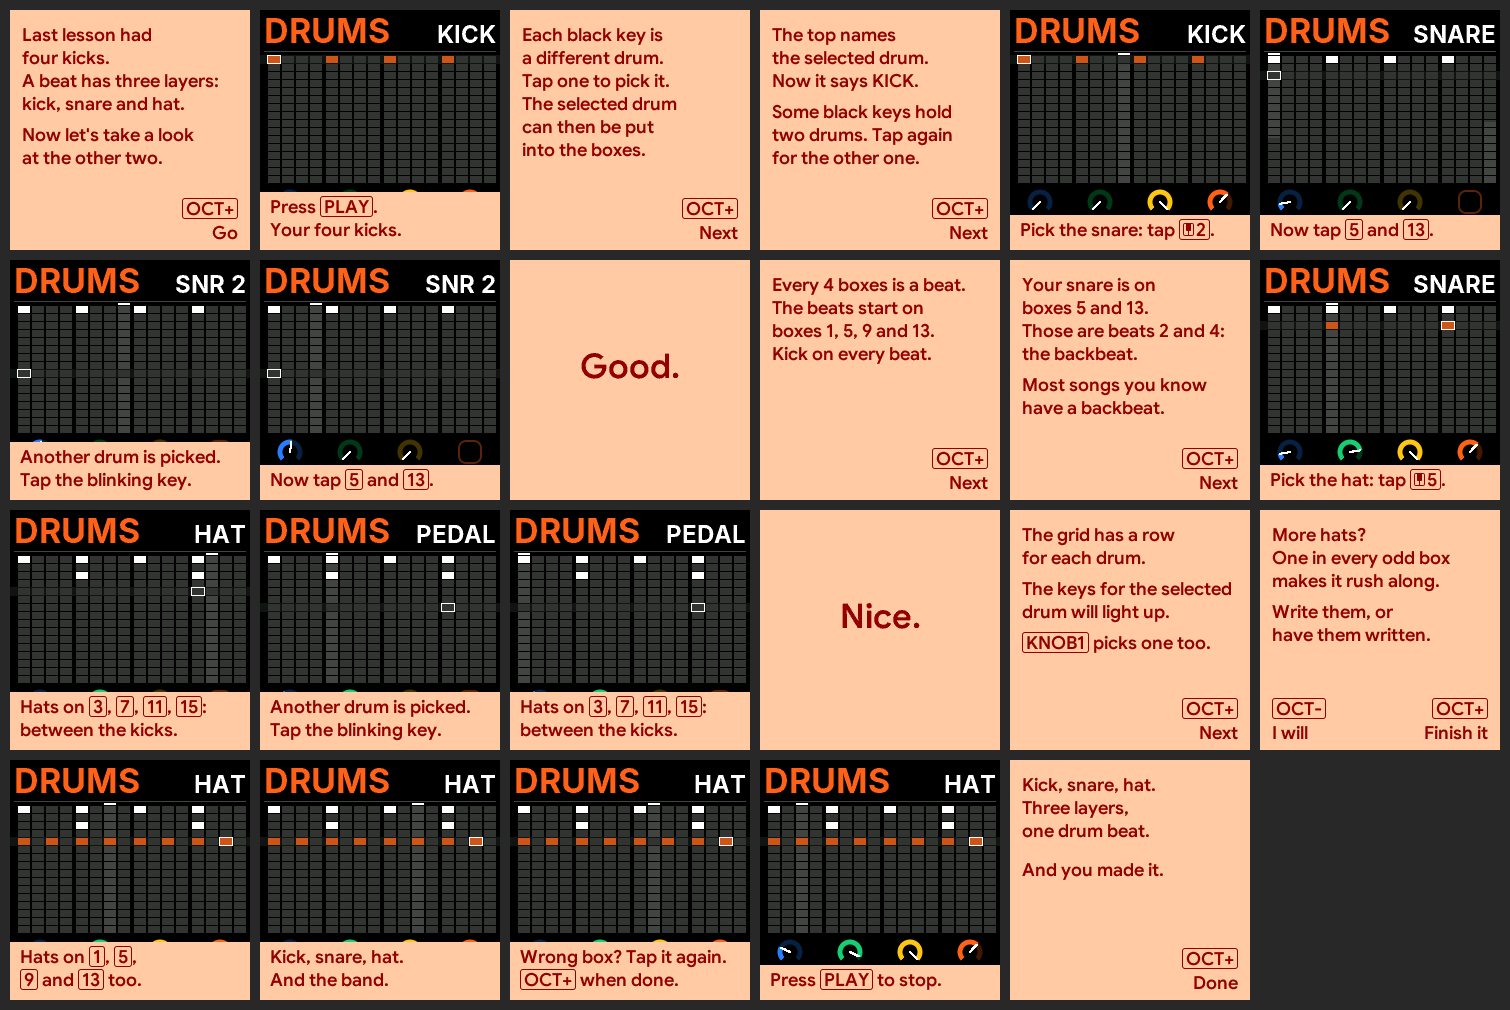 Last lesson had
four kicks.
A beat has three layers:
kick, snare and hat.
Now let's take a look
at the other two.
OCT+
Go
DRUMS KICK
Press PLAY.
Your four kicks.
Each black key is
a different drum.
Tap one to pick it.
The selected drum
can then be put
into the boxes.
OCT+
Next
The top names
the selected drum.
Now it says KICK.
Some black keys hold
two drums. Tap again
for the other one.
OCT+
Next
DRUMS KICK
Pick the snare: tap 2.
DRUMS SNARE
Now tap 5 and 13.
DRUMS SNR 2
Another drum is picked.
Tap the blinking key.
DRUMS SNR 2
Now tap 5 and 13.
Good.
Every 4 boxes is a beat.
The beats start on
boxes 1, 5, 9 and 13.
Kick on every beat.
OCT+
Next
Your snare is on
boxes 5 and 13.
Those are beats 2 and 4:
the backbeat.
Most songs you know
have a backbeat.
OCT+
Next
DRUMS SNARE
Pick the hat: tap 5.
DRUMS HAT
Hats on 3, 7, 11, 15:
between the kicks.
DRUMS PEDAL
Another drum is picked.
Tap the blinking key.
DRUMS PEDAL
Hats on 3, 7, 11, 15:
between the kicks.
Nice.
The grid has a row
for each drum.
The keys for the selected
drum will light up.
KNOB1 picks one too.
OCT+
Next
More hats?
One in every odd box
makes it rush along.
Write them, or
have them written.
OCT- OCT+
I will Finish it
DRUMS HAT
Hats on 1, 5,
9 and 13 too.
DRUMS HAT
Kick, snare, hat.
And the band.
DRUMS HAT
Wrong box? Tap it again.
OCT+ when done.
DRUMS HAT
Press PLAY to stop.
Kick, snare, hat.
Three layers,
one drum beat.
And you made it.
OCT+
Done